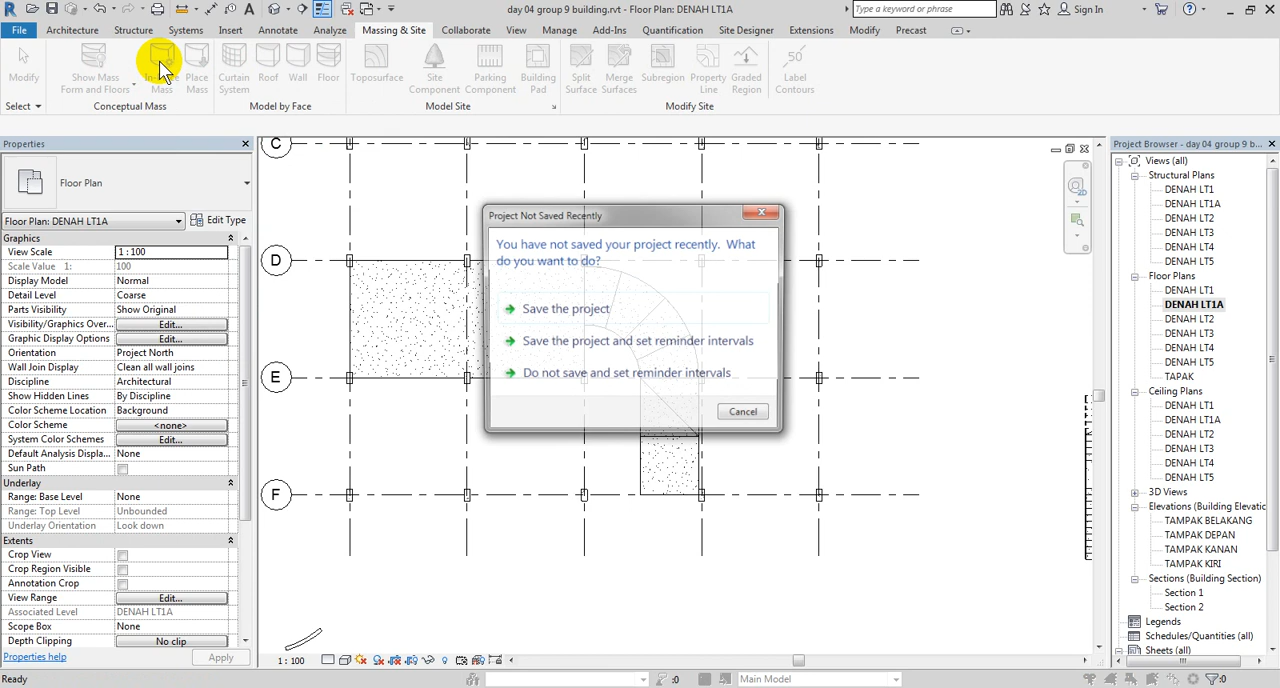 day 04 group 9 building.rvt - Floor Plan: DENAH LT1A
Type a keyword or phrase
Sign In
File
Architecture
Structure
Systems
Insert
Annotate
Analyze
Massing & Site
Collaborate
View
Manage
Add-Ins
Quantification
Site Designer
Extensions
Modify
Precast
Modify
Show Mass
Form and Floors
Mass
Place
Mass
Curtain
System
Roof
Wall
Floor
Toposurface
Site
Component
Parking
Component
Building
Pad
Split
Surface
Merge
Surfaces
Subregion
Property
Line
Graded
Region
Label
Contours
Select
Conceptual Mass
Model by Face
Model Site
Modify Site
Properties
Floor Plan
Floor Plan: DENAH LT1A
Edit Type
Graphics
View Scale 1 : 100
Scale Value 1: 100
Display Model Normal
Detail Level Coarse
Parts Visibility Show Original
Visibility/Graphics Over... Edit...
Graphic Display Options Edit...
Orientation Project North
Wall Join Display Clean all wall joins
Discipline Architectural
Show Hidden Lines By Discipline
Color Scheme Location Background
Color Scheme <none>
System Color Schemes Edit...
Default Analysis Displa... None
Sun Path
Underlay
Range: Base Level None
Range: Top Level Unbounded
Underlay Orientation Look down
Extents
Crop View
Crop Region Visible
Annotation Crop
View Range Edit...
Associated Level DENAH LT1A
Scope Box None
Depth Clipping No clip
Properties help
Apply
C
D
E
F
2D
Project Not Saved Recently
You have not saved your project recently. What
do you want to do?
Save the project
Save the project and set reminder intervals
Do not save and set reminder intervals
Cancel
1 : 100
Project Browser - day 04 group 9 b...
Views (all)
Structural Plans
DENAH LT1
DENAH LT1A
DENAH LT2
DENAH LT3
DENAH LT4
DENAH LT5
Floor Plans
DENAH LT1
DENAH LT1A
DENAH LT2
DENAH LT3
DENAH LT4
DENAH LT5
TAPAK
Ceiling Plans
DENAH LT1
DENAH LT1A
DENAH LT2
DENAH LT3
DENAH LT4
DENAH LT5
3D Views
Elevations (Building Elevatic
TAMPAK BELAKANG
TAMPAK DEPAN
TAMPAK KANAN
TAMPAK KIRI
Sections (Building Section)
Section 1
Section 2
Legends
Schedules/Quantities (all)
Sheets (all)
Ready
:0
Main Model
:0